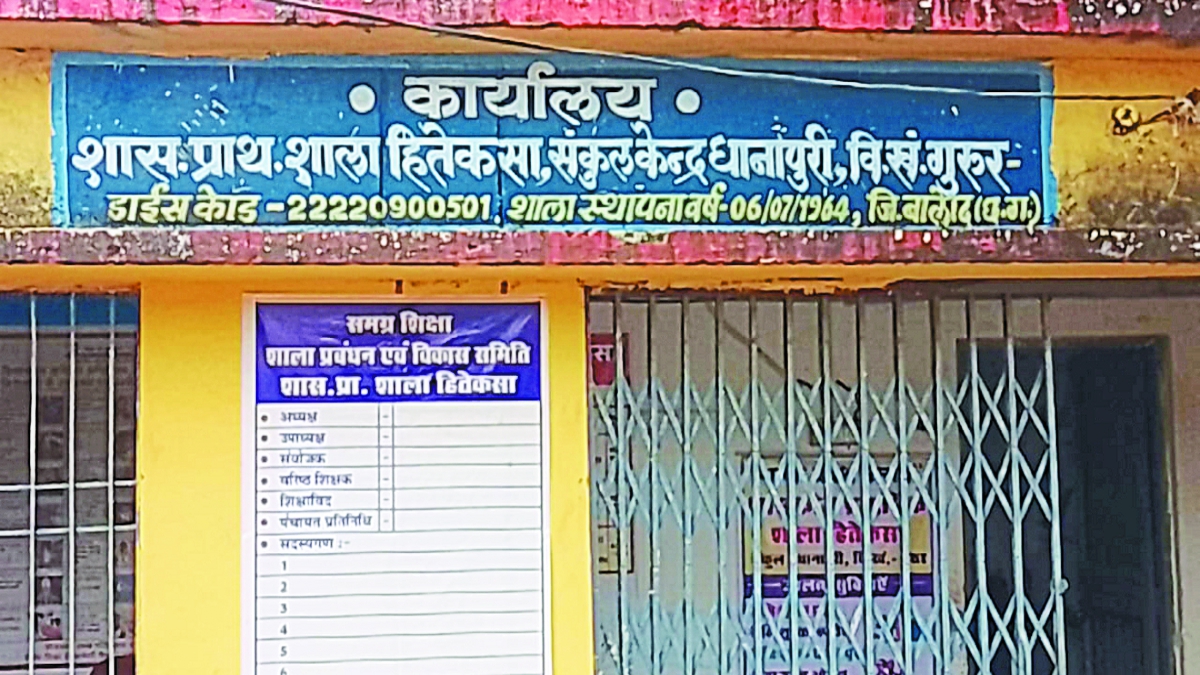 • कार्यालय •
शास.प्राथ.शाला हितेकसा, संकुल केन्द्र धानापुरी, वि.खं.गुरुर-
डाईस कोड -22220900501, शाला स्थापना वर्ष-06/07/1964, जि.बालोद (छ.ग.)
समग्र शिक्षा
शाला प्रबंधन एवं विकास समिति
शास.प्रा. शाला हितेकसा
• अध्यक्ष -
• उपाध्यक्ष -
• संयोजक -
• वरिष्ठ शिक्षक -
• शिक्षाविद -
• पंचायत प्रतिनिधि -
• सदस्यगण :-
1
2
3
4
5
6
स
शाला हितेकसा